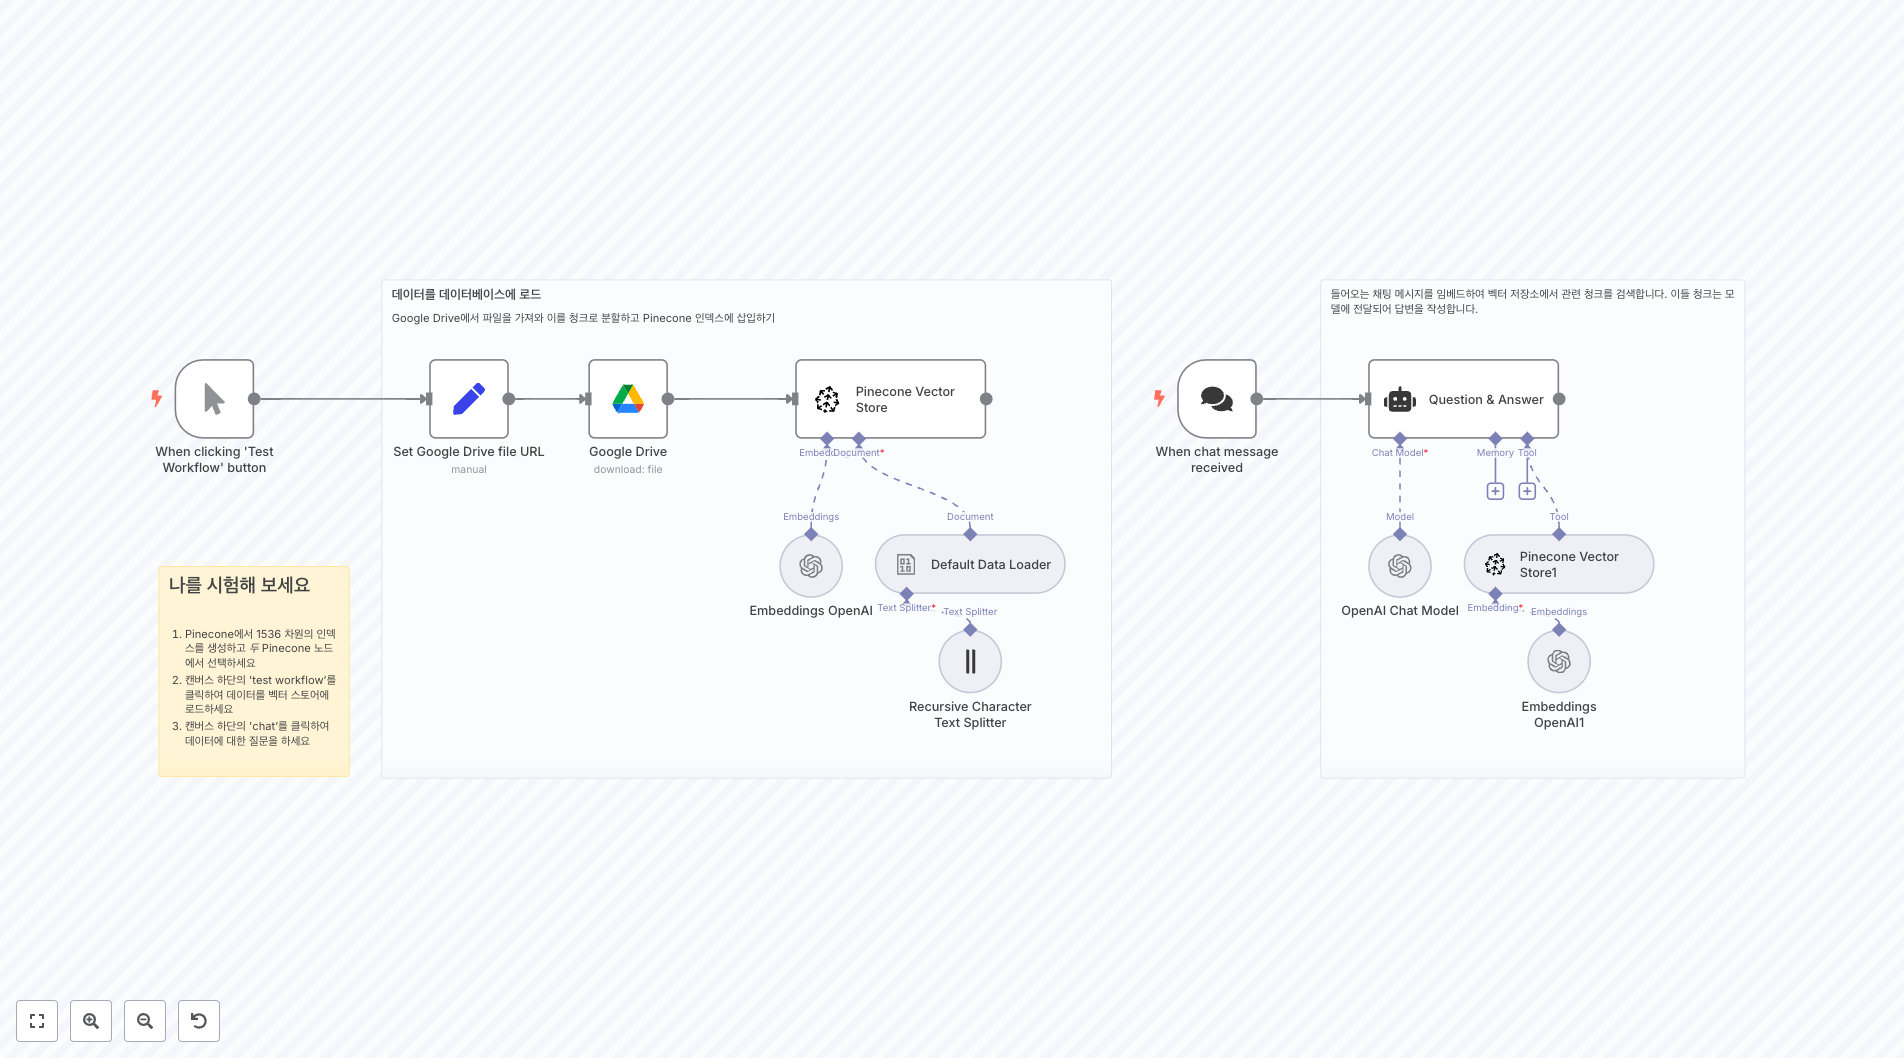 데이터를 데이터베이스에 로드
Google Drive에서 파일을 가져와 이를 청크로 분할하고 Pinecone 인덱스에 삽입하기
들어오는 채팅 메시지를 임베드하여 벡터 저장소에서 관련 청크를 검색합니다. 이들 청크는 모
델에 전달되어 답변을 작성합니다.
When clicking 'Test
Workflow' button
Set Google Drive file URL
manual
Google Drive
download: file
Pinecone Vector
Store
Document*
Embeddings
Document
Embeddings OpenAI
Default Data Loader
Text Splitter*
Text Splitter
Recursive Character
Text Splitter
When chat message
received
Question & Answer
Chat Model*
Memory
Tool
Model
Tool
OpenAI Chat Model
Pinecone Vector
Store1
Embedding*
Embeddings
Embeddings
OpenAI1
나를 시험해 보세요
1. Pinecone에서 1536 차원의 인덱
스를 생성하고 두 Pinecone 노드
에서 선택하세요
2. 캔버스 하단의 'test workflow'를
클릭하여 데이터를 벡터 스토어에
로드하세요
3. 캔버스 하단의 'chat'를 클릭하여
데이터에 대한 질문을 하세요